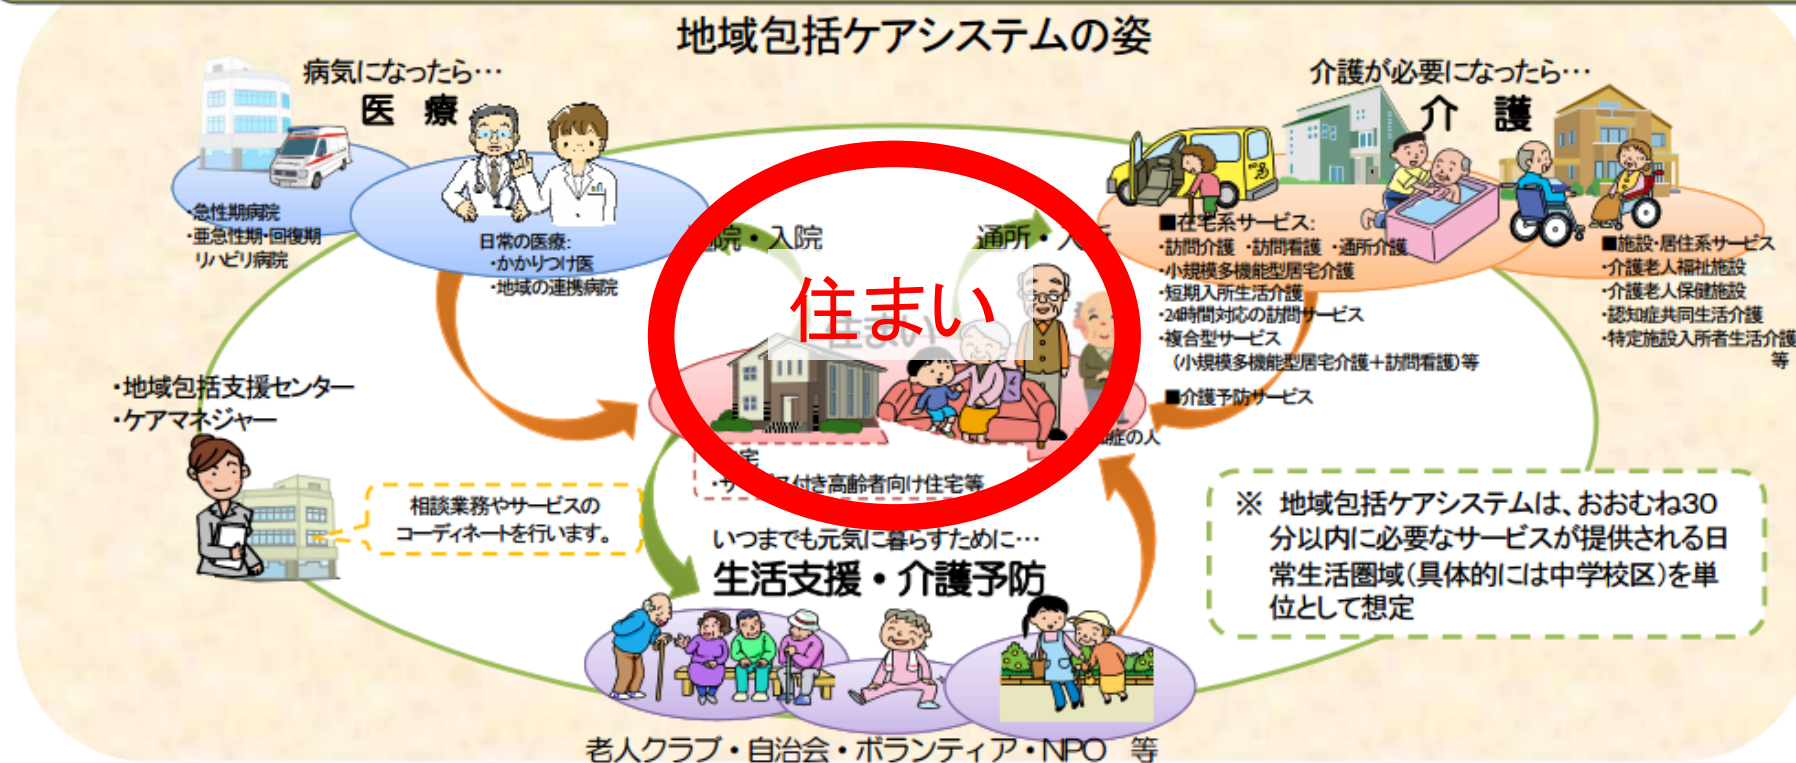 地域包括ケアシステムの姿
病気になったら…
医 療
・急性期病院
・亜急性期・回復期
リハビリ病院
日常の医療:
・かかりつけ医
・地域の連携病院
院・入院
通所・入
住まい
住まい
介護が必要になったら…
介 護
■在宅系サービス:
・訪問介護 ・訪問看護 ・通所介護
・小規模多機能型居宅介護
・短期入所生活介護
・24時間対応の訪問サービス
・複合型サービス
(小規模多機能型居宅介護+訪問看護)等
■介護予防サービス
■施設・居住系サービス
・介護老人福祉施設
・介護老人保健施設
・認知症共同生活介護
・特定施設入所者生活介護
等
症の人
宅
付き高齢者向け住宅等
・地域包括支援センター
・ケアマネジャー
相談業務やサービスの
コーディネートを行います。
いつまでも元気に暮らすために…
生活支援・介護予防
老人クラブ・自治会・ボランティア・NPO 等
※ 地域包括ケアシステムは、おおむね30
分以内に必要なサービスが提供される日
常生活圏域(具体的には中学校区)を単
位として想定